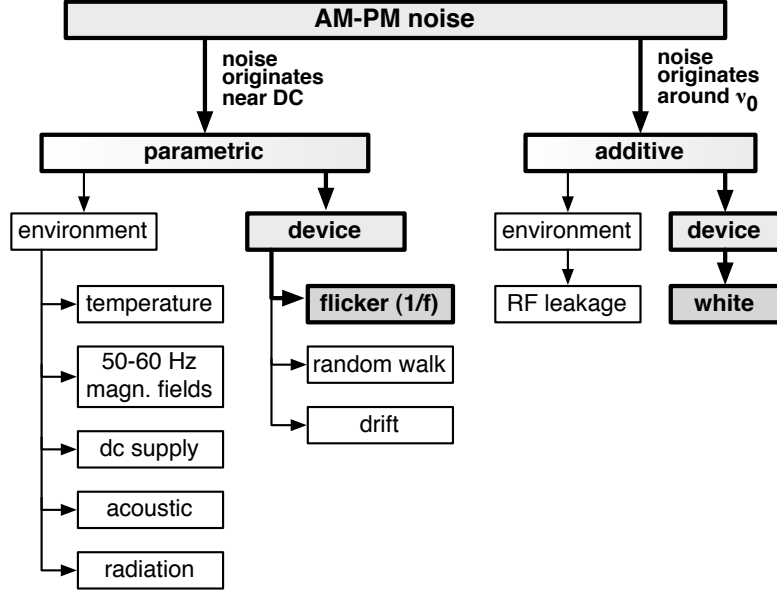 AM-PM noise
noise
originates
near DC
noise
originates
around ν0
parametric
additive
environment
device
environment
device
temperature
flicker (1/f)
RF leakage
white
50-60 Hz
magn. fields
random walk
dc supply
drift
acoustic
radiation